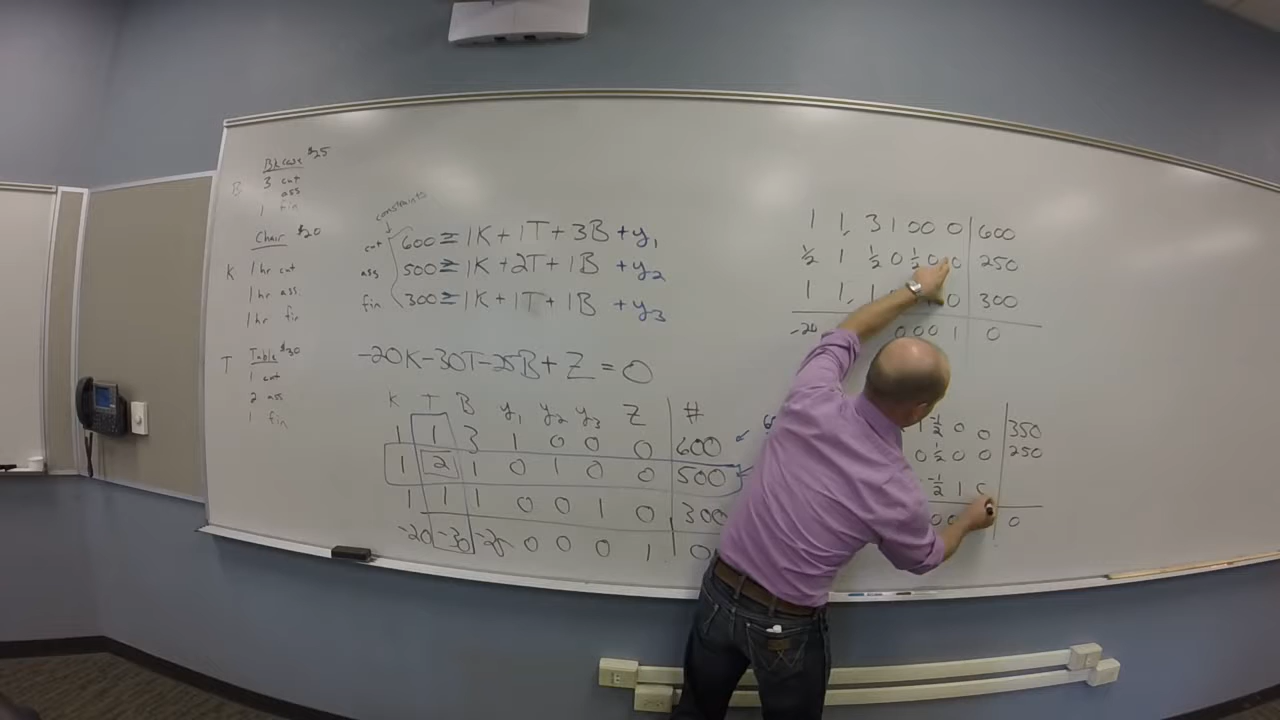 Bkcase $25
B
3 cut
1 ass
1 fin
Chair $20
K
1 hr cut
1 hr ass.
1 hr fin
Table $30
T
1 cut
2 ass
1 fin
constraints
cut 600 ≥ 1K + 1T + 3B + y1
ass 500 ≥ 1K + 2T + 1B + y2
fin 300 ≥ 1K + 1T + 1B + y3
-20K-30T-25B+Z=0
K T B y1 y2 y3 Z #
1 1 3 1 0 0 0 600
1 2 1 0 1 0 0 500
1 1 1 0 0 1 0 300
-20 -30 -25 0 0 0 1 0
1 1 3 1 0 0 0 600
1/2 1 1/2 0 1/2 0 0 250
1 1 1 0 300
-20 0 0 0 1 0
1 -1/2 0 0 350
0 1/2 0 0 250
-1/2 1 0
0 0 0